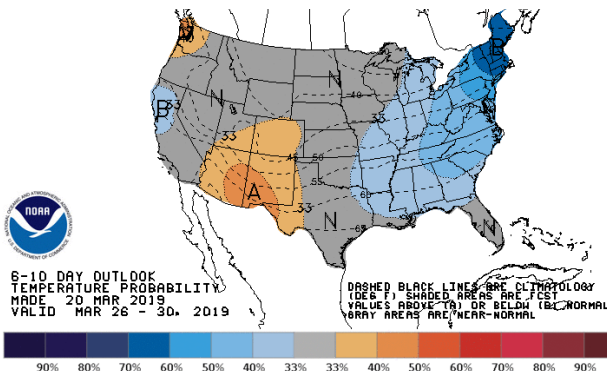 A
B
33
B
N
N
40
33
33
45
50
A
55
60
33
N
65
N
NATIONAL OCEANIC AND ATMOSPHERIC ADMINISTRATION
NOAA
U.S. DEPARTMENT OF COMMERCE
6-10 DAY OUTLOOK
TEMPERATURE PROBABILITY
MADE 20 MAR 2019
VALID MAR 26 - 30, 2019
DASHED BLACK LINES ARE CLIMATOLOGY
(DEG F) SHADED AREAS ARE FCST
VALUES ABOVE (A) OR BELOW (B) NORMAL
GRAY AREAS ARE NEAR-NORMAL
90% 80% 70% 60% 50% 40% 33% 33% 40% 50% 60% 70% 80% 90%